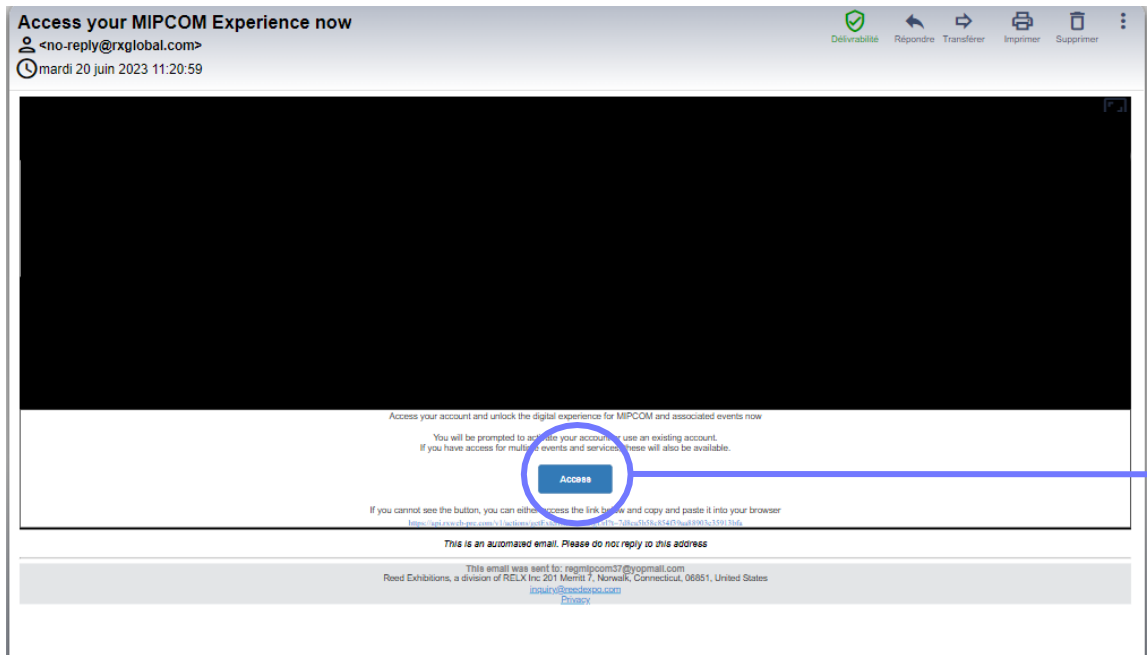 Access your MIPCOM Experience now
<no-reply@rxglobal.com>
mardi 20 juin 2023 11:20:59
Délivrabilité Répondre Transférer Imprimer Supprimer
Access your account and unlock the digital experience for MIPCOM and associated events now
You will be prompted to activate your account or use an existing account.
If you have access for multiple events and services, these will also be available.
Access
If you cannot see the button, you can either access the link below and copy and paste it into your browser
This is an automated email. Please do not reply to this address
This email was sent to: regmipcom37@yopmail.com
Reed Exhibitions, a division of RELX Inc 201 Merritt 7, Norwalk, Connecticut, 06851, United States
inquiry@reedexpo.com
Privacy